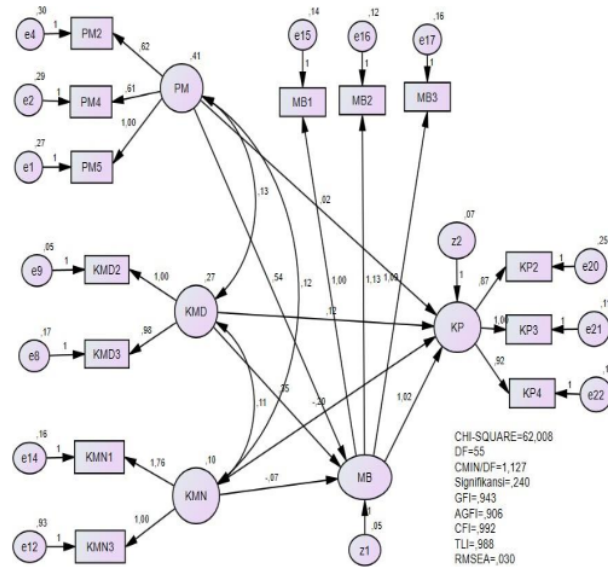 ,30
e4
1
PM2
,62
,29
e2
1
PM4
,61
,27
e1
1
PM5
1,00
,41
PM
,14
e15
1
MB1
,12
e16
1
MB2
,16
e17
1
MB3
,13
,02
,54
,12
1,00
1,13
,05
e9
1
KMD2
1,00
,17
e8
1
KMD3
,98
,27
KMD
,12
,11
-,20
,07
z2
1
KP
,87
KP2
1
,25
e20
1,00
KP3
1
e21
,92
KP4
1
e22
1,02
,16
e14
1
KMN1
1,76
,93
e12
1
KMN3
1,00
,10
KMN
-,07
MB
1
,05
z1
CHI-SQUARE=62,008
DF=55
CMIN/DF=1,127
Signifikansi=,240
GFI=,943
AGFI=,906
CFI=,992
TLI=,988
RMSEA=,030